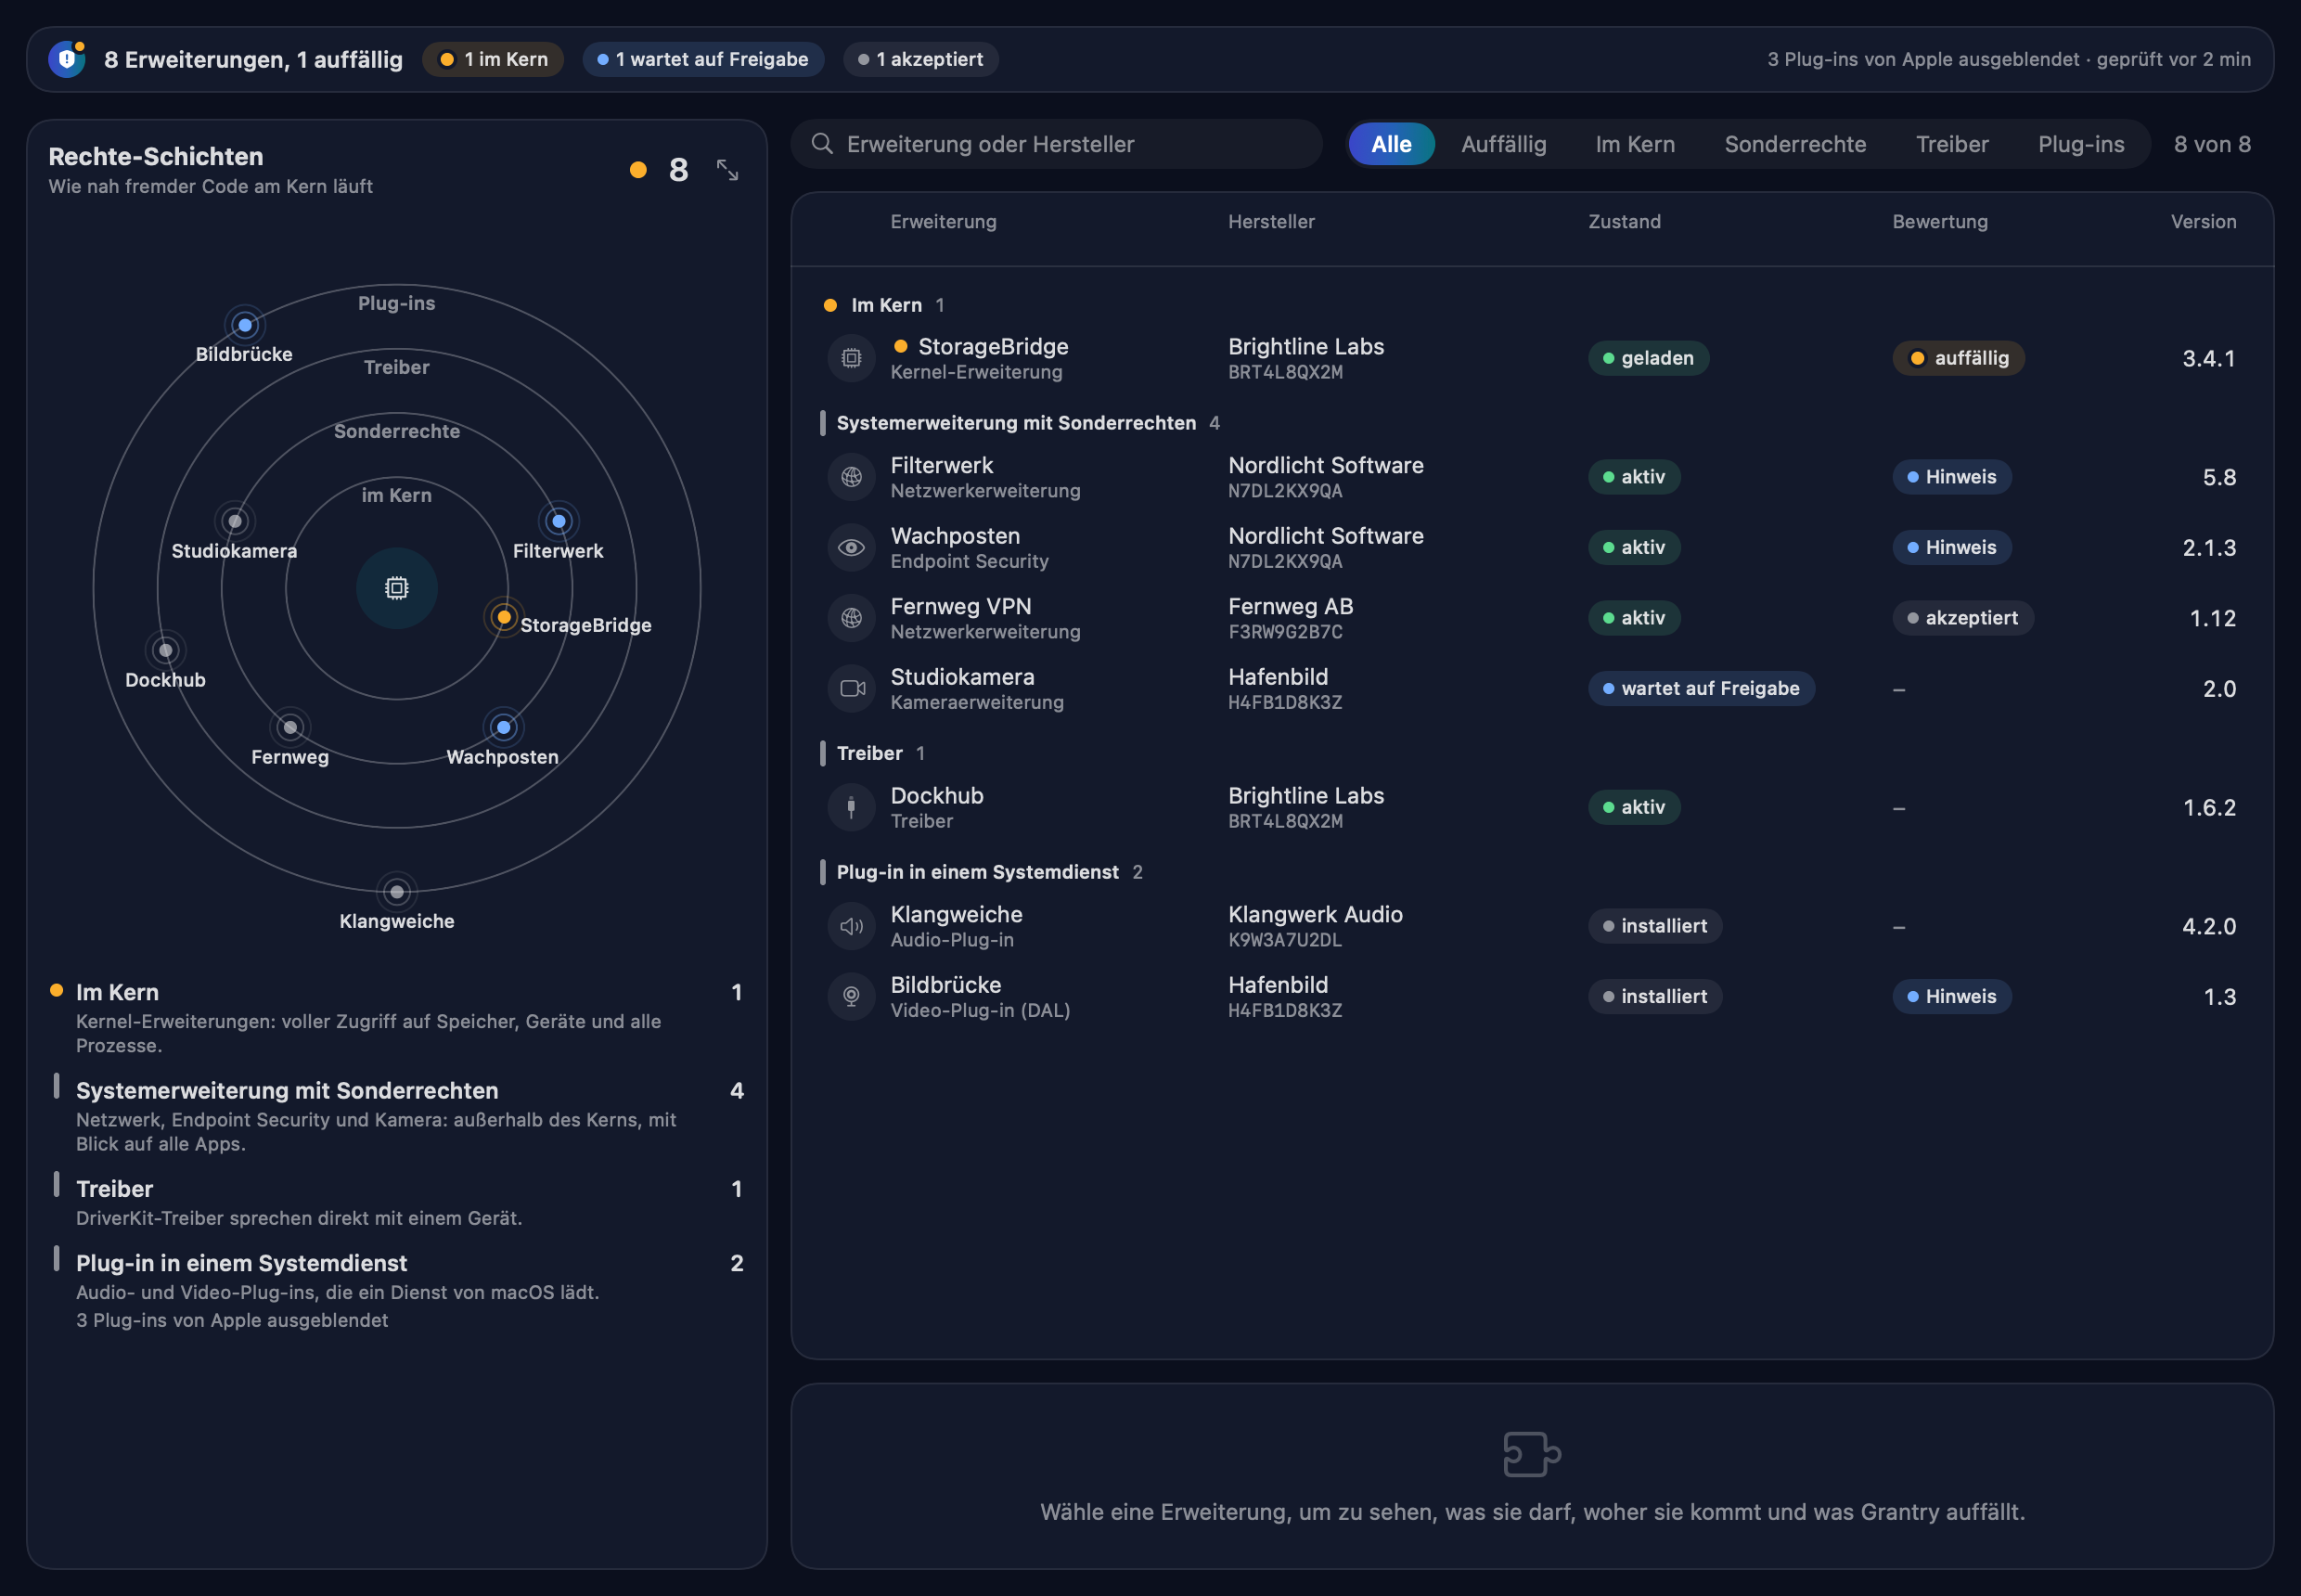 8 Erweiterungen, 1 auffällig
1 im Kern
1 wartet auf Freigabe
1 akzeptiert
3 Plug-ins von Apple ausgeblendet · geprüft vor 2 min
Rechte-Schichten
Wie nah fremder Code am Kern läuft
8
Plug-ins
Bildbrücke
Treiber
Sonderrechte
im Kern
Studiokamera
Filterwerk
StorageBridge
Dockhub
Fernweg
Wachposten
Klangweiche
Im Kern 1
Kernel-Erweiterungen: voller Zugriff auf Speicher, Geräte und alle
Prozesse.
Systemerweiterung mit Sonderrechten 4
Netzwerk, Endpoint Security und Kamera: außerhalb des Kerns, mit
Blick auf alle Apps.
Treiber 1
DriverKit-Treiber sprechen direkt mit einem Gerät.
Plug-in in einem Systemdienst 2
Audio- und Video-Plug-ins, die ein Dienst von macOS lädt.
3 Plug-ins von Apple ausgeblendet
Erweiterung oder Hersteller
Alle Auffällig Im Kern Sonderrechte Treiber Plug-ins
8 von 8
Erweiterung Hersteller Zustand Bewertung Version
Im Kern 1
StorageBridge Brightline Labs geladen auffällig 3.4.1
Kernel-Erweiterung BRT4L8QX2M
Systemerweiterung mit Sonderrechten 4
Filterwerk Nordlicht Software aktiv Hinweis 5.8
Netzwerkerweiterung N7DL2KX9QA
Wachposten Nordlicht Software aktiv Hinweis 2.1.3
Endpoint Security N7DL2KX9QA
Fernweg VPN Fernweg AB aktiv akzeptiert 1.12
Netzwerkerweiterung F3RW9G2B7C
Studiokamera Hafenbild wartet auf Freigabe – 2.0
Kameraerweiterung H4FB1D8K3Z
Treiber 1
Dockhub Brightline Labs aktiv – 1.6.2
Treiber BRT4L8QX2M
Plug-in in einem Systemdienst 2
Klangweiche Klangwerk Audio installiert – 4.2.0
Audio-Plug-in K9W3A7U2DL
Bildbrücke Hafenbild installiert Hinweis 1.3
Video-Plug-in (DAL) H4FB1D8K3Z
Wähle eine Erweiterung, um zu sehen, was sie darf, woher sie kommt und was Grantry auffällt.